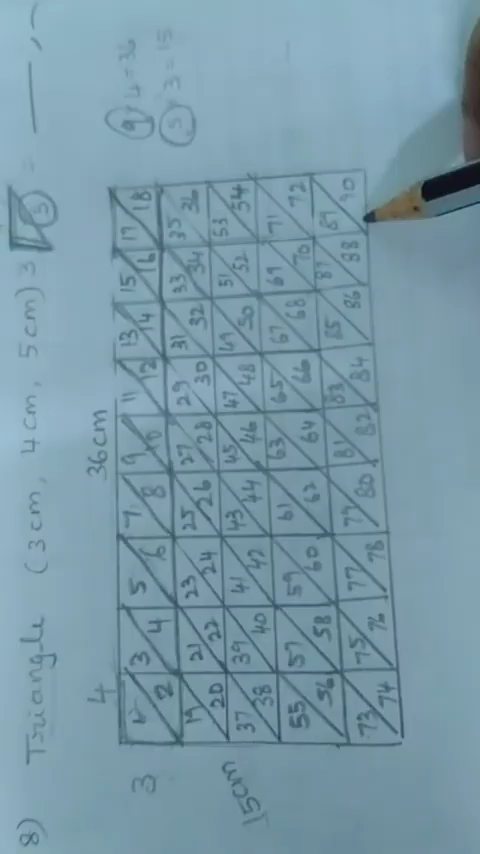 8) Triangle (3cm, 4cm, 5cm) 3
9 4 = 36
5 3 = 15
4 36cm
3
15cm
1 3 5 7 9 11 13 15 17
2 4 6 8 10 12 14 16 18
19 21 23 25 27 29 31 33 35
20 22 24 26 28 30 32 34 36
37 39 41 43 45 47 49 51 53
38 40 42 44 46 48 50 52 54
55 57 59 61 63 65 67 69 71
56 58 60 62 64 66 68 70 72
73 75 77 79 81 83 85 87 89
74 76 78 80 82 84 86 88 90